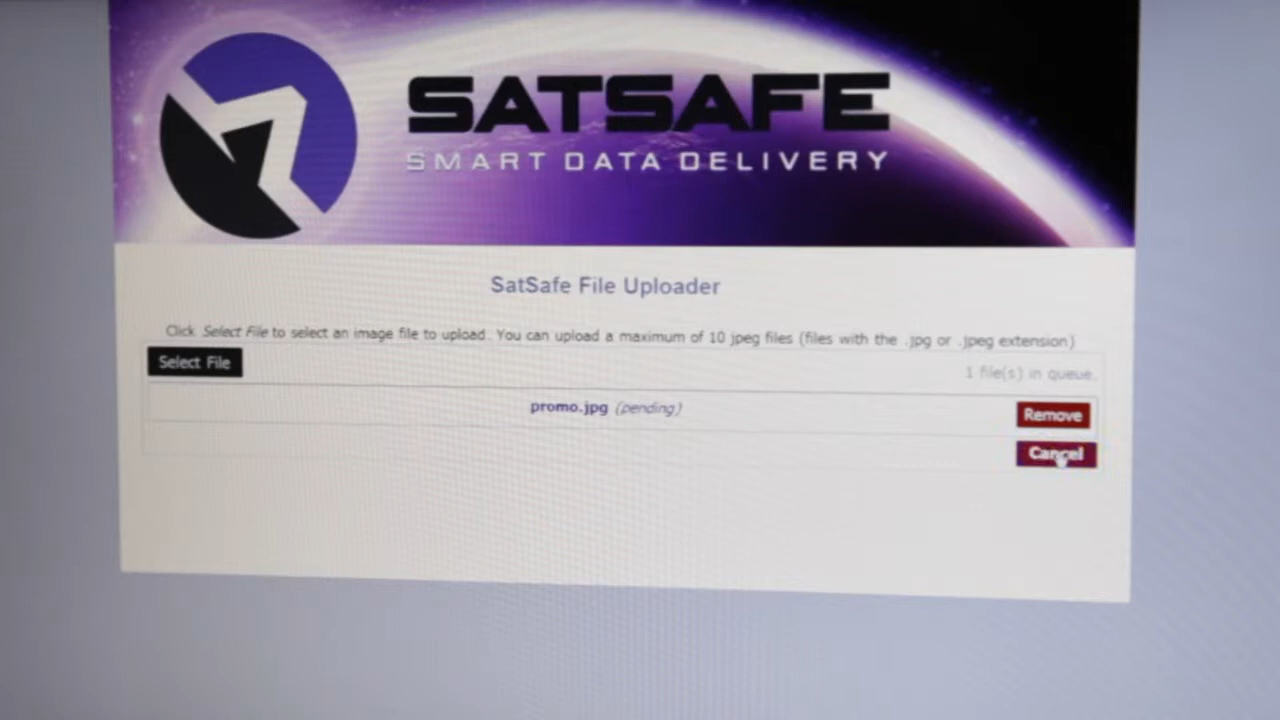 SATSAFE
SMART DATA DELIVERY
SatSafe File Uploader
Click Select File to select an image file to upload. You can upload a maximum of 10 jpeg files (files with the .jpg or .jpeg extension)
Select File
1 file(s) in queue.
promo.jpg (pending)
Remove
Cancel